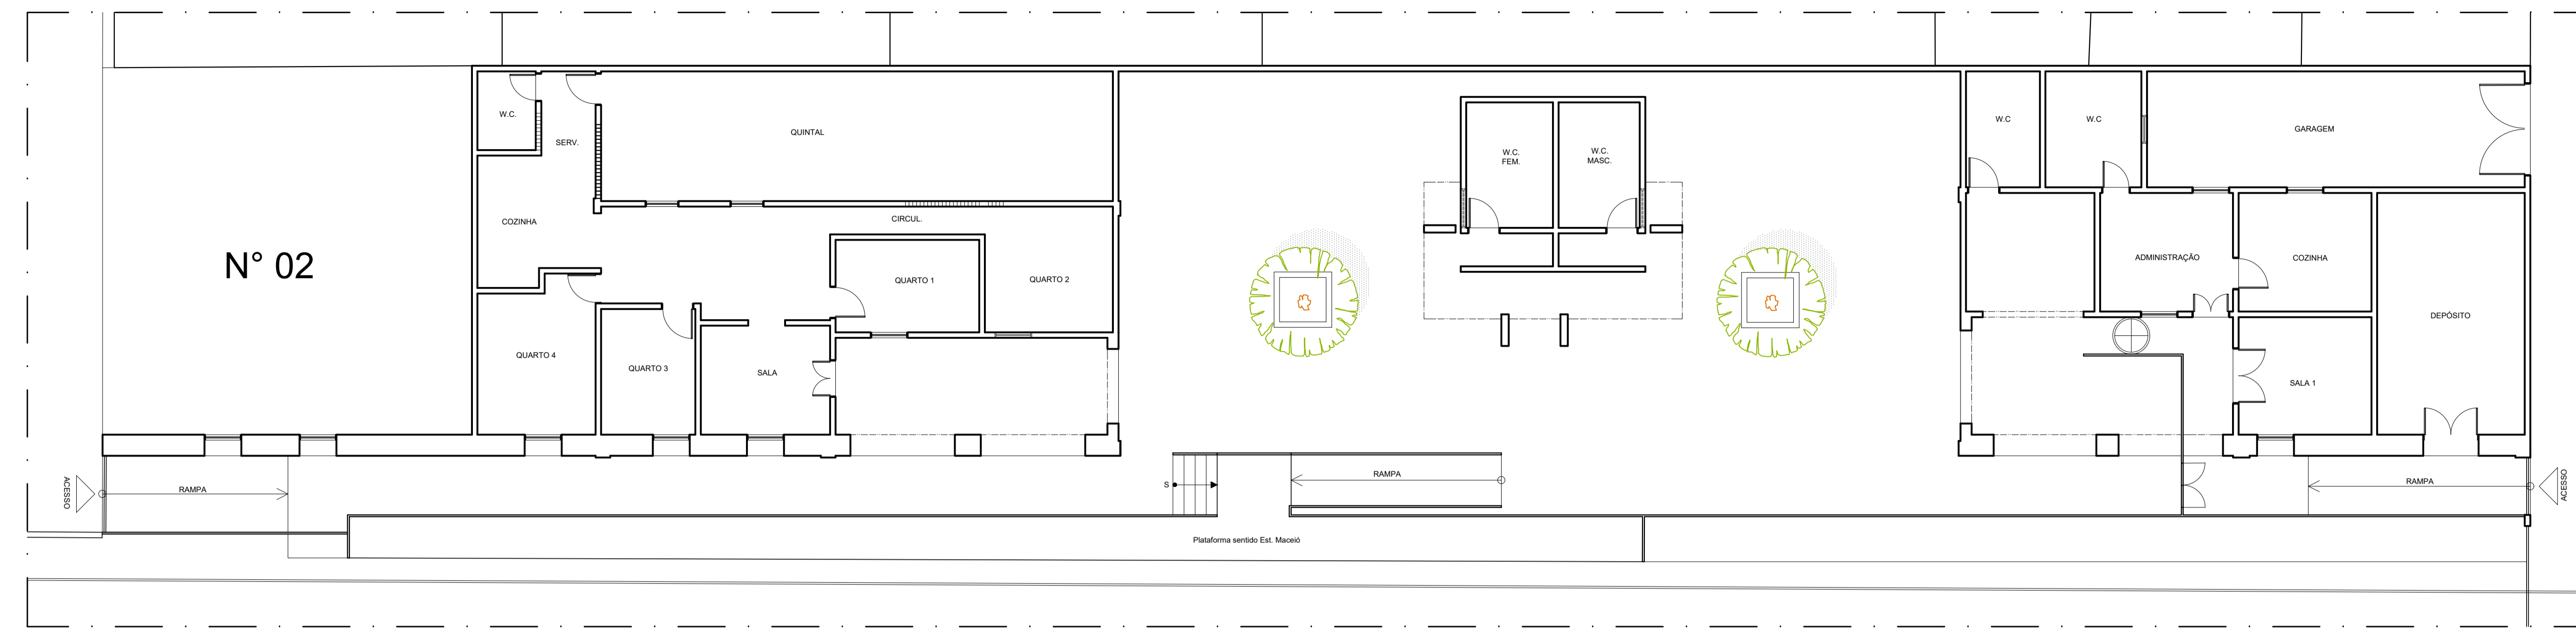 W.C.
SERV.
QUINTAL
COZINHA
CIRCUL.
N° 02
QUARTO 1
QUARTO 2
QUARTO 4
QUARTO 3
SALA
W.C.
FEM.
W.C.
MASC.
W.C
W.C
GARAGEM
ADMINISTRAÇÃO
COZINHA
DEPÓSITO
SALA 1
ACESSO
RAMPA
S
RAMPA
RAMPA
ACESSO
Plataforma sentido Est. Maceió